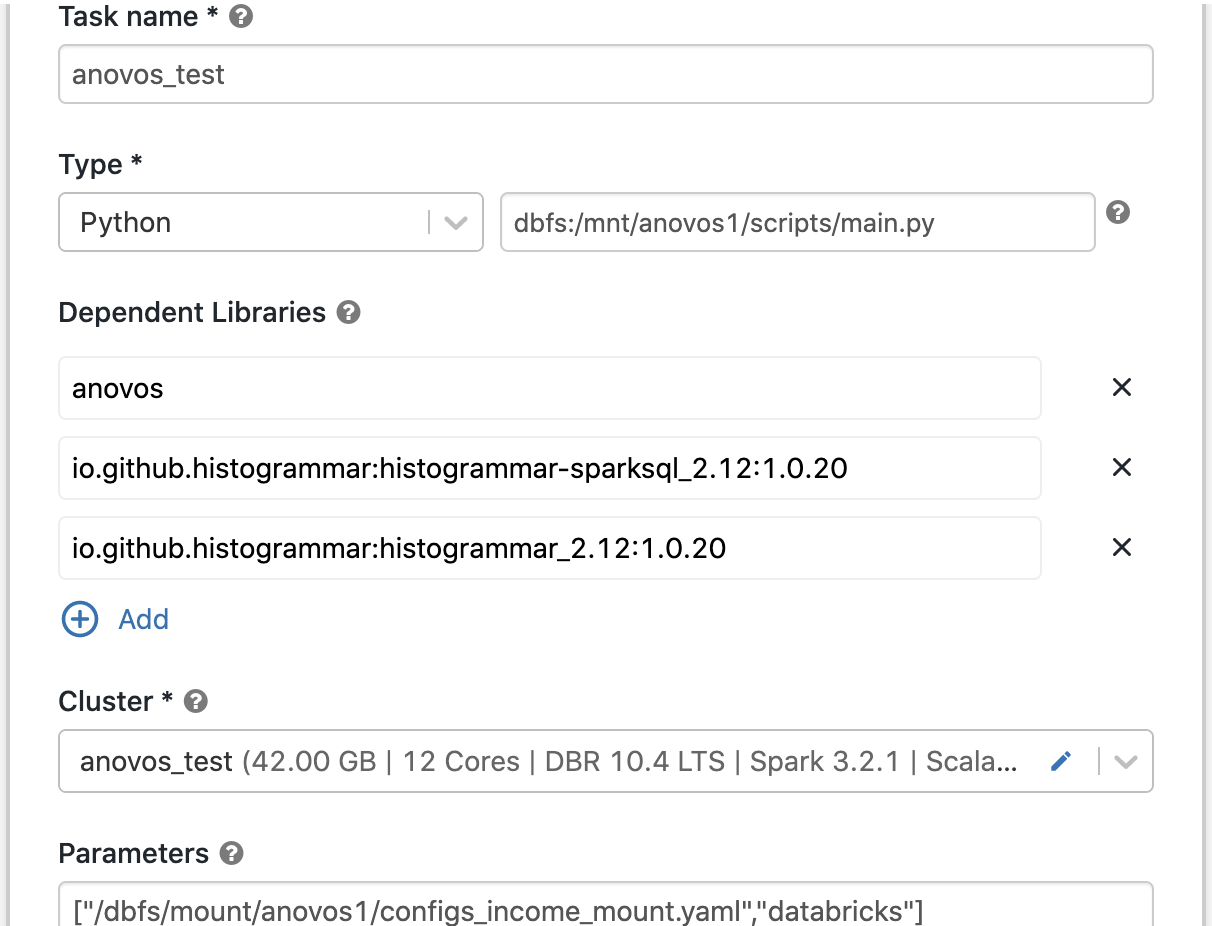 Task name * ?
anovos_test
Type *
Python
dbfs:/mnt/anovos1/scripts/main.py ?
Dependent Libraries ?
anovos
io.github.histogrammar:histogrammar-sparksql_2.12:1.0.20
io.github.histogrammar:histogrammar_2.12:1.0.20
Add
Cluster * ?
anovos_test (42.00 GB | 12 Cores | DBR 10.4 LTS | Spark 3.2.1 | Scala...
Parameters ?
["/dbfs/mount/anovos1/configs_income_mount.yaml","databricks"]